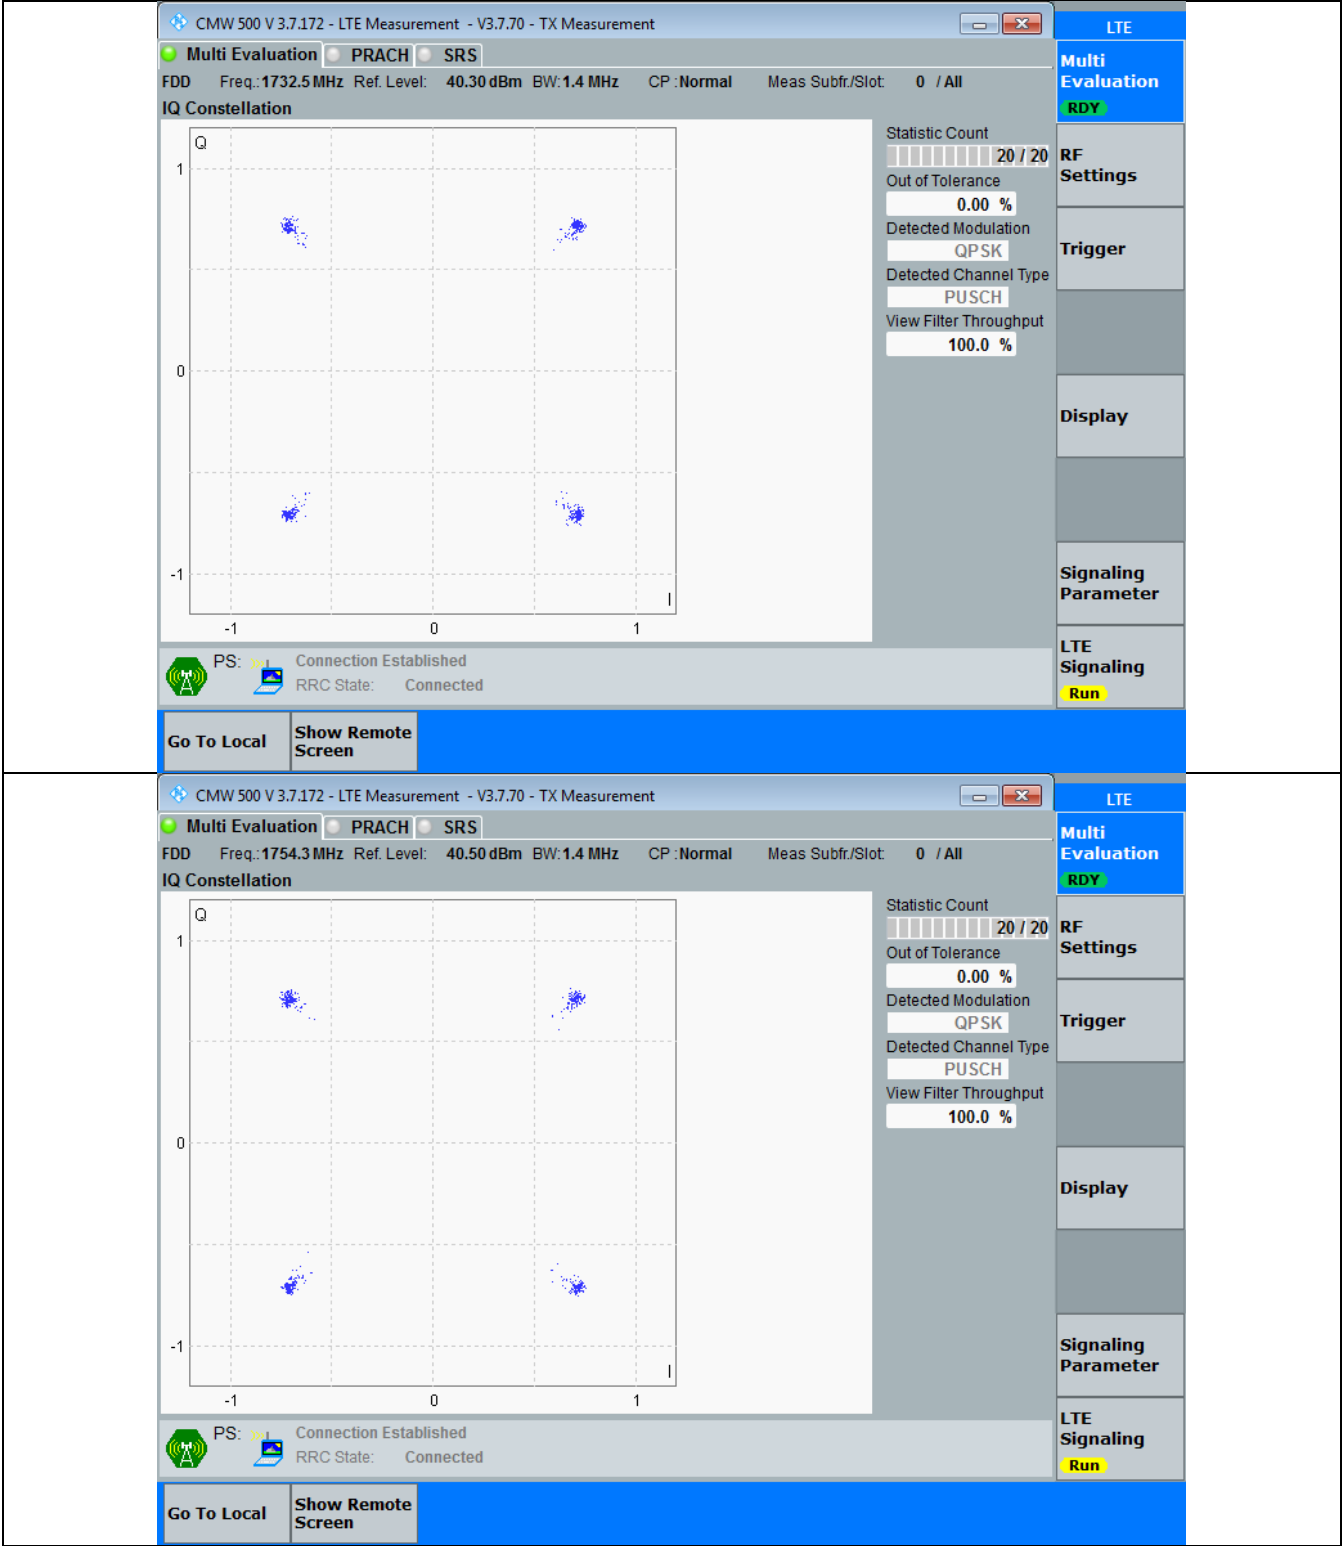 CMW 500 V 3.7.172 - LTE Measurement - V3.7.70 - TX Measurement
LTE
Multi Evaluation PRACH SRS
Multi
Evaluation
RDY
FDD Freq.: 1732.5 MHz Ref. Level: 40.30 dBm BW: 1.4 MHz CP : Normal Meas Subfr./Slot: 0 / All
IQ Constellation
Q
1
0
-1
-1 0 1
I
Statistic Count
20 / 20
Out of Tolerance
0.00 %
Detected Modulation
QPSK
Detected Channel Type
PUSCH
View Filter Throughput
100.0 %
RF
Settings
Trigger
Display
Signaling
Parameter
LTE
Signaling
Run
PS: Connection Established
RRC State: Connected
Go To Local
Show Remote
Screen
CMW 500 V 3.7.172 - LTE Measurement - V3.7.70 - TX Measurement
LTE
Multi Evaluation PRACH SRS
Multi
Evaluation
RDY
FDD Freq.: 1754.3 MHz Ref. Level: 40.50 dBm BW: 1.4 MHz CP : Normal Meas Subfr./Slot: 0 / All
IQ Constellation
Q
1
0
-1
-1 0 1
I
Statistic Count
20 / 20
Out of Tolerance
0.00 %
Detected Modulation
QPSK
Detected Channel Type
PUSCH
View Filter Throughput
100.0 %
RF
Settings
Trigger
Display
Signaling
Parameter
LTE
Signaling
Run
PS: Connection Established
RRC State: Connected
Go To Local
Show Remote
Screen